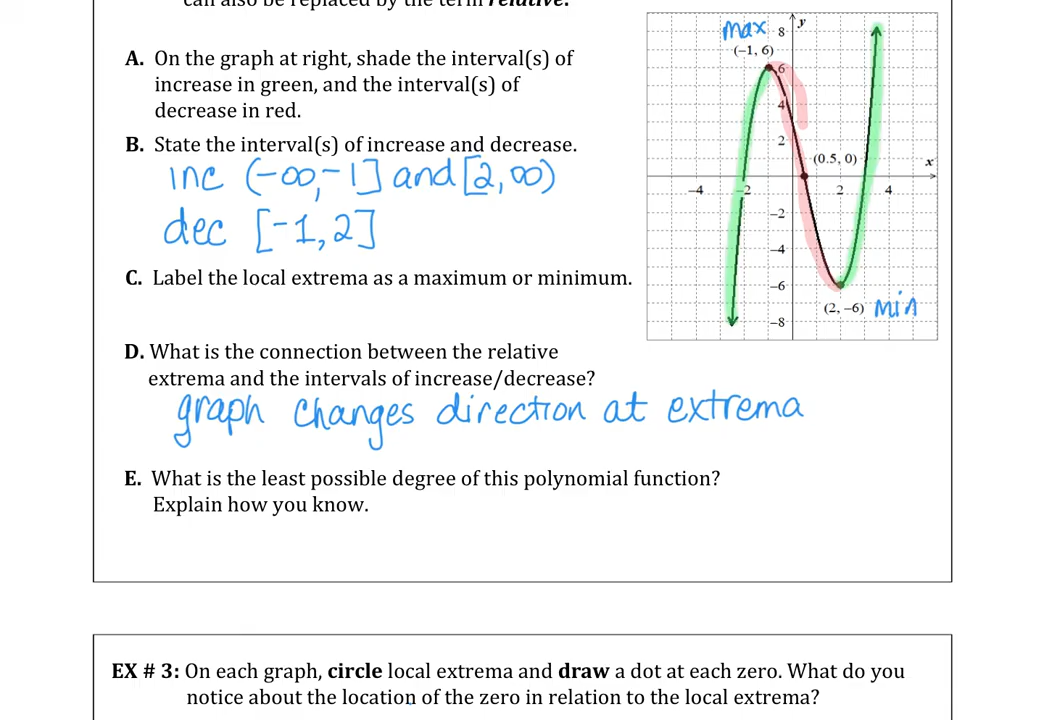 can also be replaced by the term relative.
A. On the graph at right, shade the interval(s) of
increase in green, and the interval(s) of
decrease in red.
B. State the interval(s) of increase and decrease.
inc (-∞, -1] and [2, ∞)
dec [-1, 2]
C. Label the local extrema as a maximum or minimum.
D. What is the connection between the relative
extrema and the intervals of increase/decrease?
graph changes direction at extrema
E. What is the least possible degree of this polynomial function?
Explain how you know.
max 8 y
(−1, 6)
6
4
2
(0.5, 0) x
−4 −2 2 4
−2
−4
−6
(2, −6) min
−8
EX # 3: On each graph, circle local extrema and draw a dot at each zero. What do you
notice about the location of the zero in relation to the local extrema?